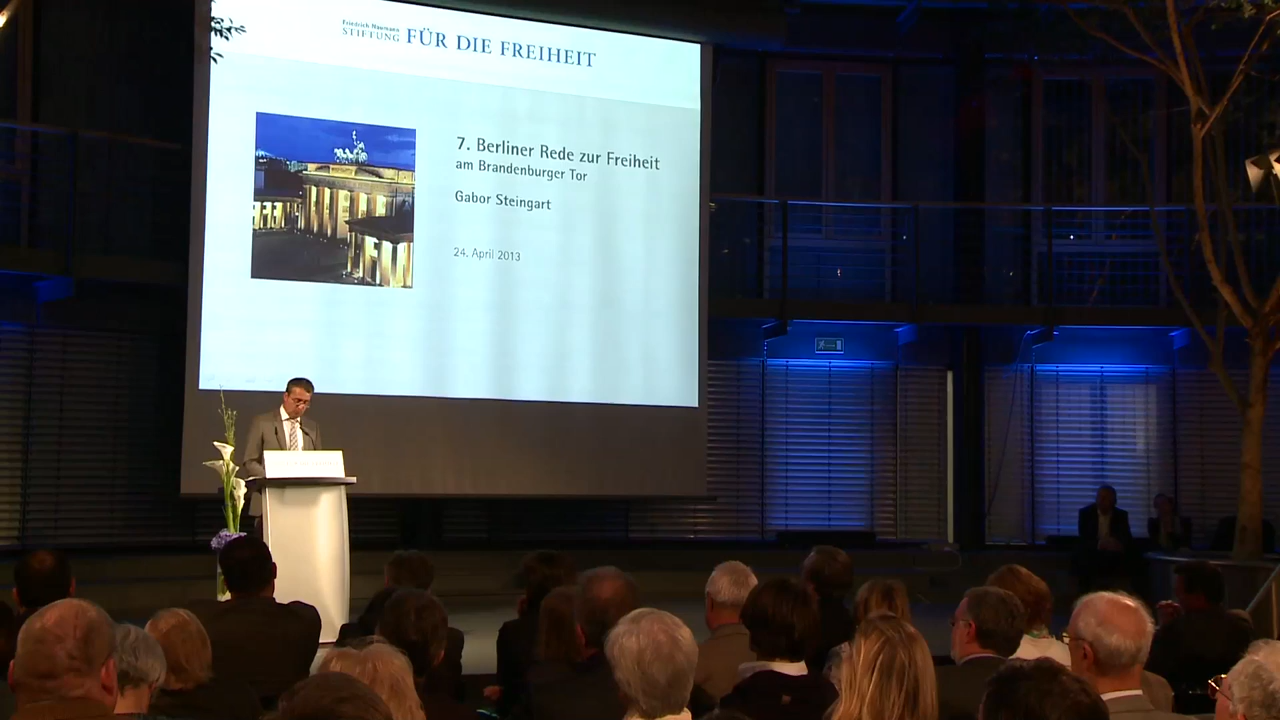 Friedrich Naumann
STIFTUNG FÜR DIE FREIHEIT
7. Berliner Rede zur Freiheit
am Brandenburger Tor
Gabor Steingart
24. April 2013